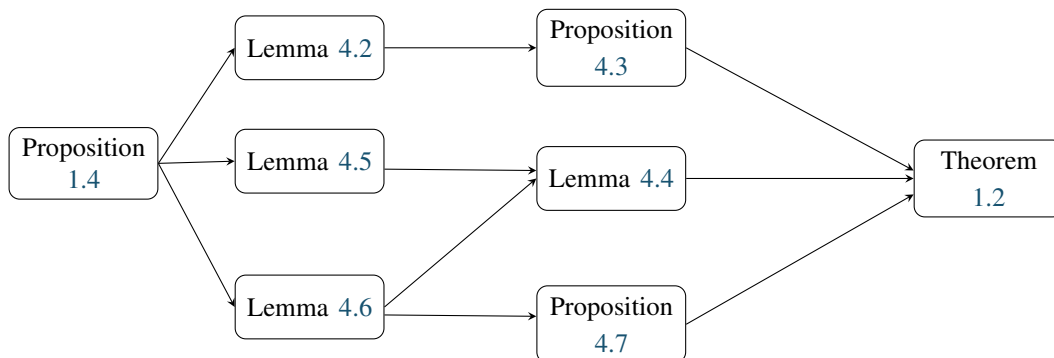 Lemma 4.2
Proposition
4.3
Proposition
1.4
Lemma 4.5
Lemma 4.4
Theorem
1.2
Lemma 4.6
Proposition
4.7